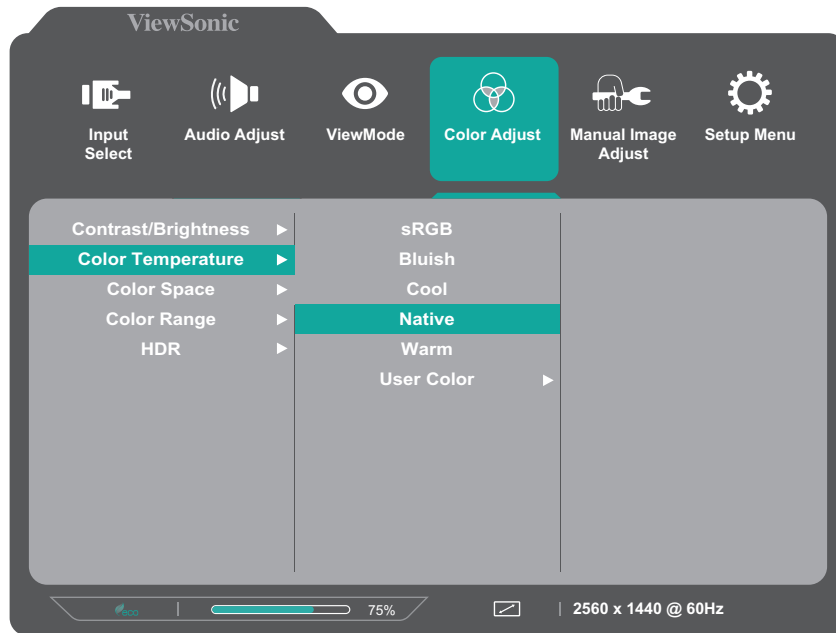 ViewSonic
Input
Select
Audio Adjust
ViewMode
Color Adjust
Manual Image
Adjust
Setup Menu
Contrast/Brightness
Color Temperature
Color Space
Color Range
HDR
sRGB
Bluish
Cool
Native
Warm
User Color
eco
75%
2560 x 1440 @ 60Hz